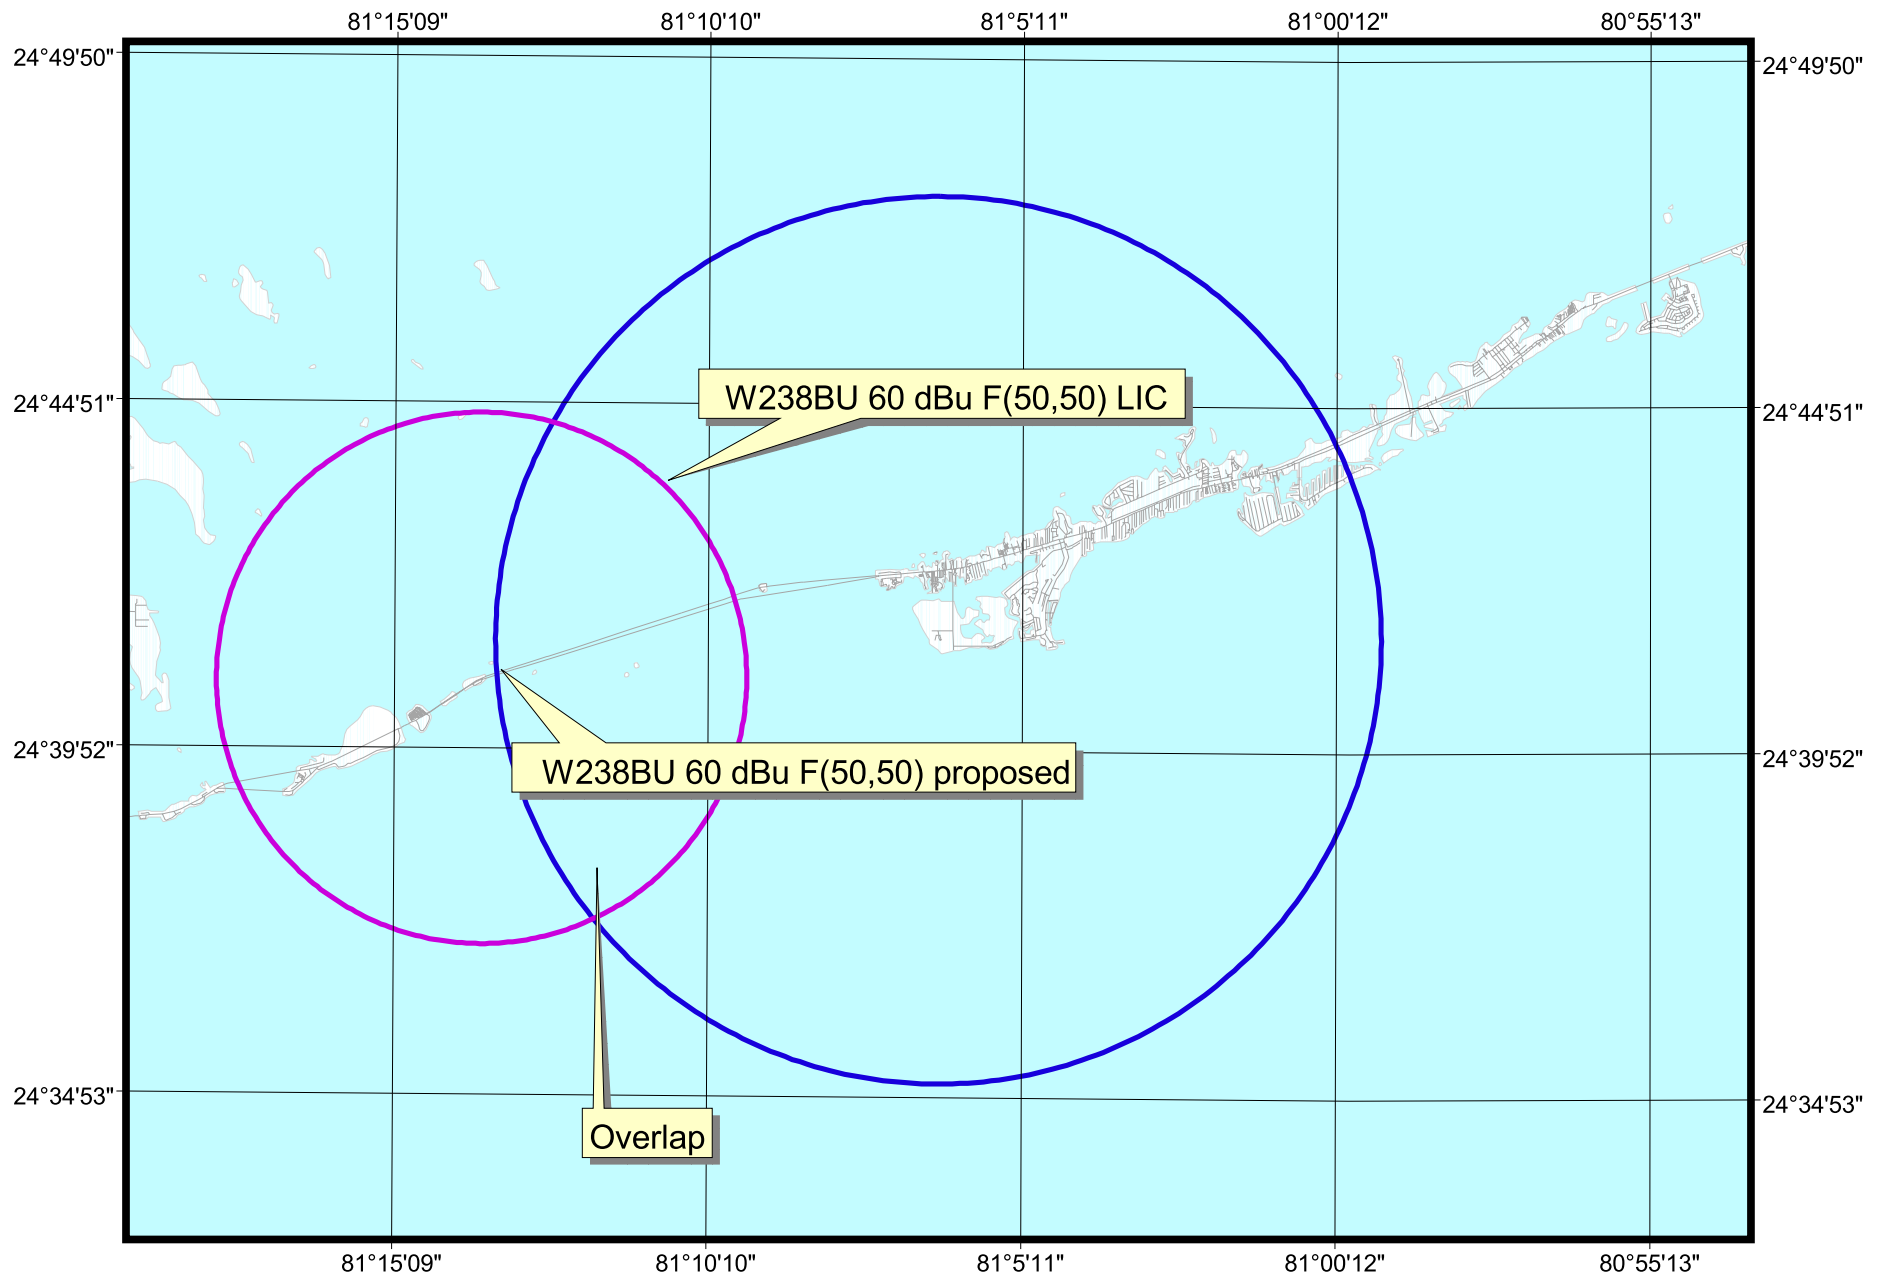 81°15'09" 81°10'10" 81°5'11" 81°00'12" 80°55'13"
24°49'50" 24°49'50"
W238BU 60 dBu F(50,50) LIC
24°44'51" 24°44'51"
24°39'52" 24°39'52"
W238BU 60 dBu F(50,50) proposed
24°34'53" 24°34'53"
Overlap
81°15'09" 81°10'10" 81°5'11" 81°00'12" 80°55'13"